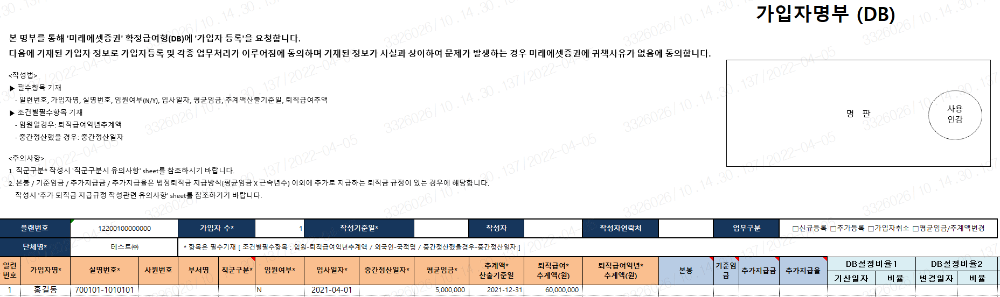 가입자명부 (DB)
본 명부를 통해 '미래에셋증권' 확정급여형(DB)에 '가입자 등록'을 요청합니다.
다음에 기재된 가입자 정보로 가입자등록 및 각종 업무처리가 이루어짐에 동의하며 기재된 정보가 사실과 상이하여 문제가 발생하는 경우 미래에셋증권에 귀책사유가 없음에 동의합니다.
<작성법>
▶ 필수항목 기재
- 일련번호, 가입자명, 실명번호, 임원여부(N/Y), 입사일자, 평균임금, 추계액산출기준일, 퇴직급여추액
▶ 조건별필수항목 기재
- 임원일경우: 퇴직급여익년추계액
- 중간정산했을 경우: 중간정산일자
명 판
사용
인감
<주의사항>
1. 직군구분* 작성시 '직군구분시 유의사항' sheet를 참조하시기 바랍니다.
2. 본봉 / 기준임금 / 추가지급금 / 추가지급율은 법정퇴직금 지급방식(평균임금 x 근속년수) 이외에 추가로 지급하는 퇴직금 규정이 있는 경우에 해당합니다.
작성시 '추가 퇴직금 지급규정 작성관련 유의사항' sheet를 참조하기기 바랍니다.
플랜번호 12200100000000 가입자 수* 1 작성기준일* 작성자 작성자연락처 업무구분 □신규등록 □추가등록 □가입자취소 □평균임금/추계액변경
단체명* 테스트㈜ * 항목은 필수기재 [ 조건별필수항목 : 임원-퇴직급여익년추계액 / 외국인-국적명 / 중간정산했을경우-중간정산일자 ]
일련번호 가입자명* 실명번호* 사원번호 부서명 직군구분* 임원여부* 입사일자* 중간정산일자* 평균임금* 추계액* 산출기준일 퇴직급여* 추계액(원) 퇴직급여익년* 추계액(원) 본봉 기준임금 추가지급금 추가지급율 DB설정비율1 DB설정비율2
기산일자 비율 변경일자 비율
1 홍길동 700101-1010101 N 2021-04-01 5,000,000 2021-12-31 60,000,000
3326026/10.14.30.137/2022-04-05